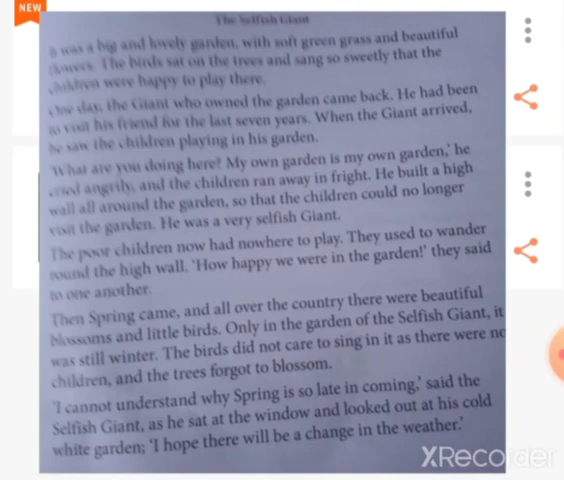 NEW
The Selfish Giant
It was a big and lovely garden, with soft green grass and beautiful
flowers. The birds sat on the trees and sang so sweetly that the
children were happy to play there.
One day, the Giant who owned the garden came back. He had been
to visit his friend for the last seven years. When the Giant arrived,
he saw the children playing in his garden.
'What are you doing here? My own garden is my own garden,' he
cried angrily, and the children ran away in fright. He built a high
wall all around the garden, so that the children could no longer
visit the garden. He was a very selfish Giant.
The poor children now had nowhere to play. They used to wander
round the high wall. 'How happy we were in the garden!' they said
to one another.
Then Spring came, and all over the country there were beautiful
blossoms and little birds. Only in the garden of the Selfish Giant, it
was still winter. The birds did not care to sing in it as there were no
children, and the trees forgot to blossom.
'I cannot understand why Spring is so late in coming,' said the
Selfish Giant, as he sat at the window and looked out at his cold
white garden; 'I hope there will be a change in the weather.'
XRecorder